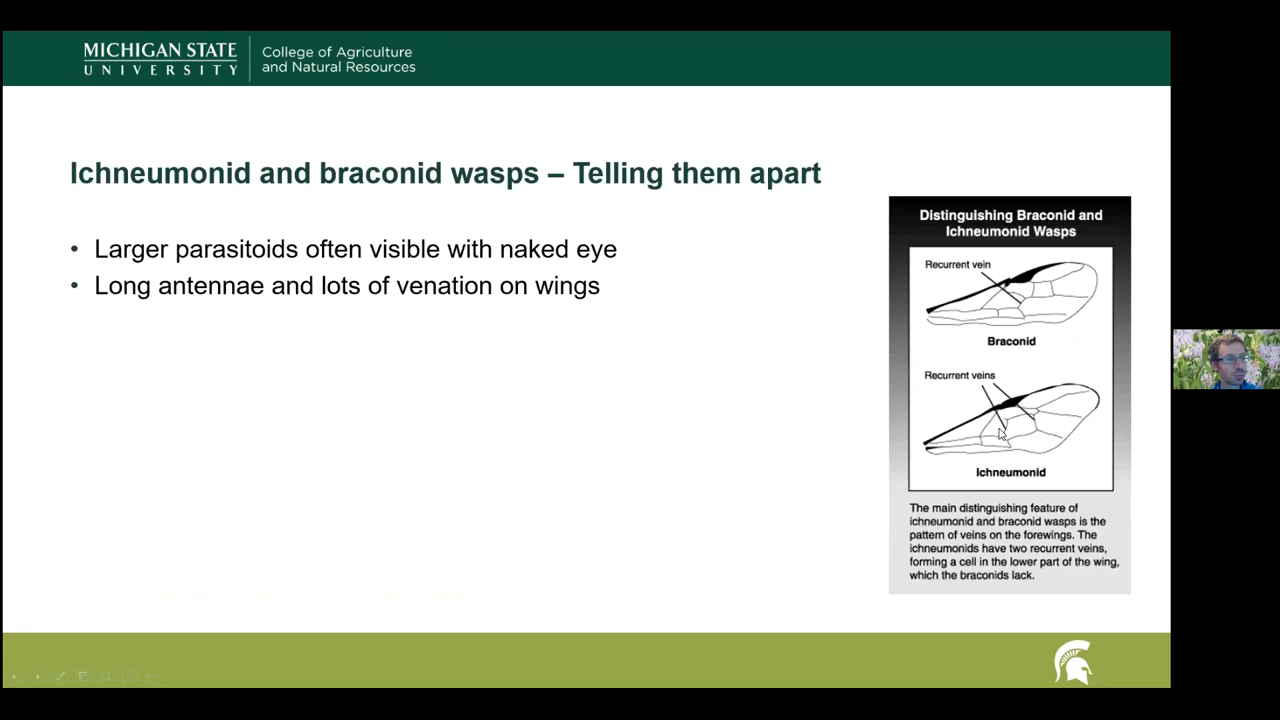 MICHIGAN STATE
UNIVERSITY
College of Agriculture
and Natural Resources
Ichneumonid and braconid wasps – Telling them apart
• Larger parasitoids often visible with naked eye
• Long antennae and lots of venation on wings
Distinguishing Braconid and
Ichneumonid Wasps
Recurrent vein
Braconid
Recurrent veins
Ichneumonid
The main distinguishing feature of
ichneumonid and braconid wasps is the
pattern of veins on the forewings. The
ichneumonids have two recurrent veins,
forming a cell in the lower part of the wing,
which the braconids lack.